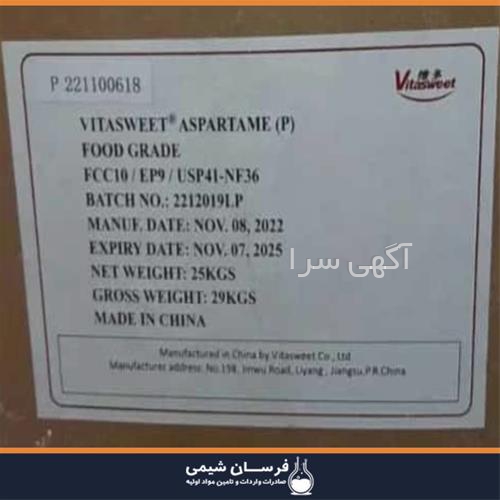 P 221100618
维多
Vitasweet
VITASWEET® ASPARTAME (P)
FOOD GRADE
FCC10 / EP9 / USP41-NF36
BATCH NO.: 2212019LP
MANUF. DATE: NOV. 08, 2022
EXPIRY DATE: NOV. 07, 2025
NET WEIGHT: 25KGS
GROSS WEIGHT: 29KGS
MADE IN CHINA
آگهی سرا
Manufactured in China by Vitasweet Co., Ltd
Manufacturer address: No.198, Jinwu Road, Liyang, Jiangsu,P.R.China
فرسان شیمی
صادرات واردات و تامین مواد اولیه